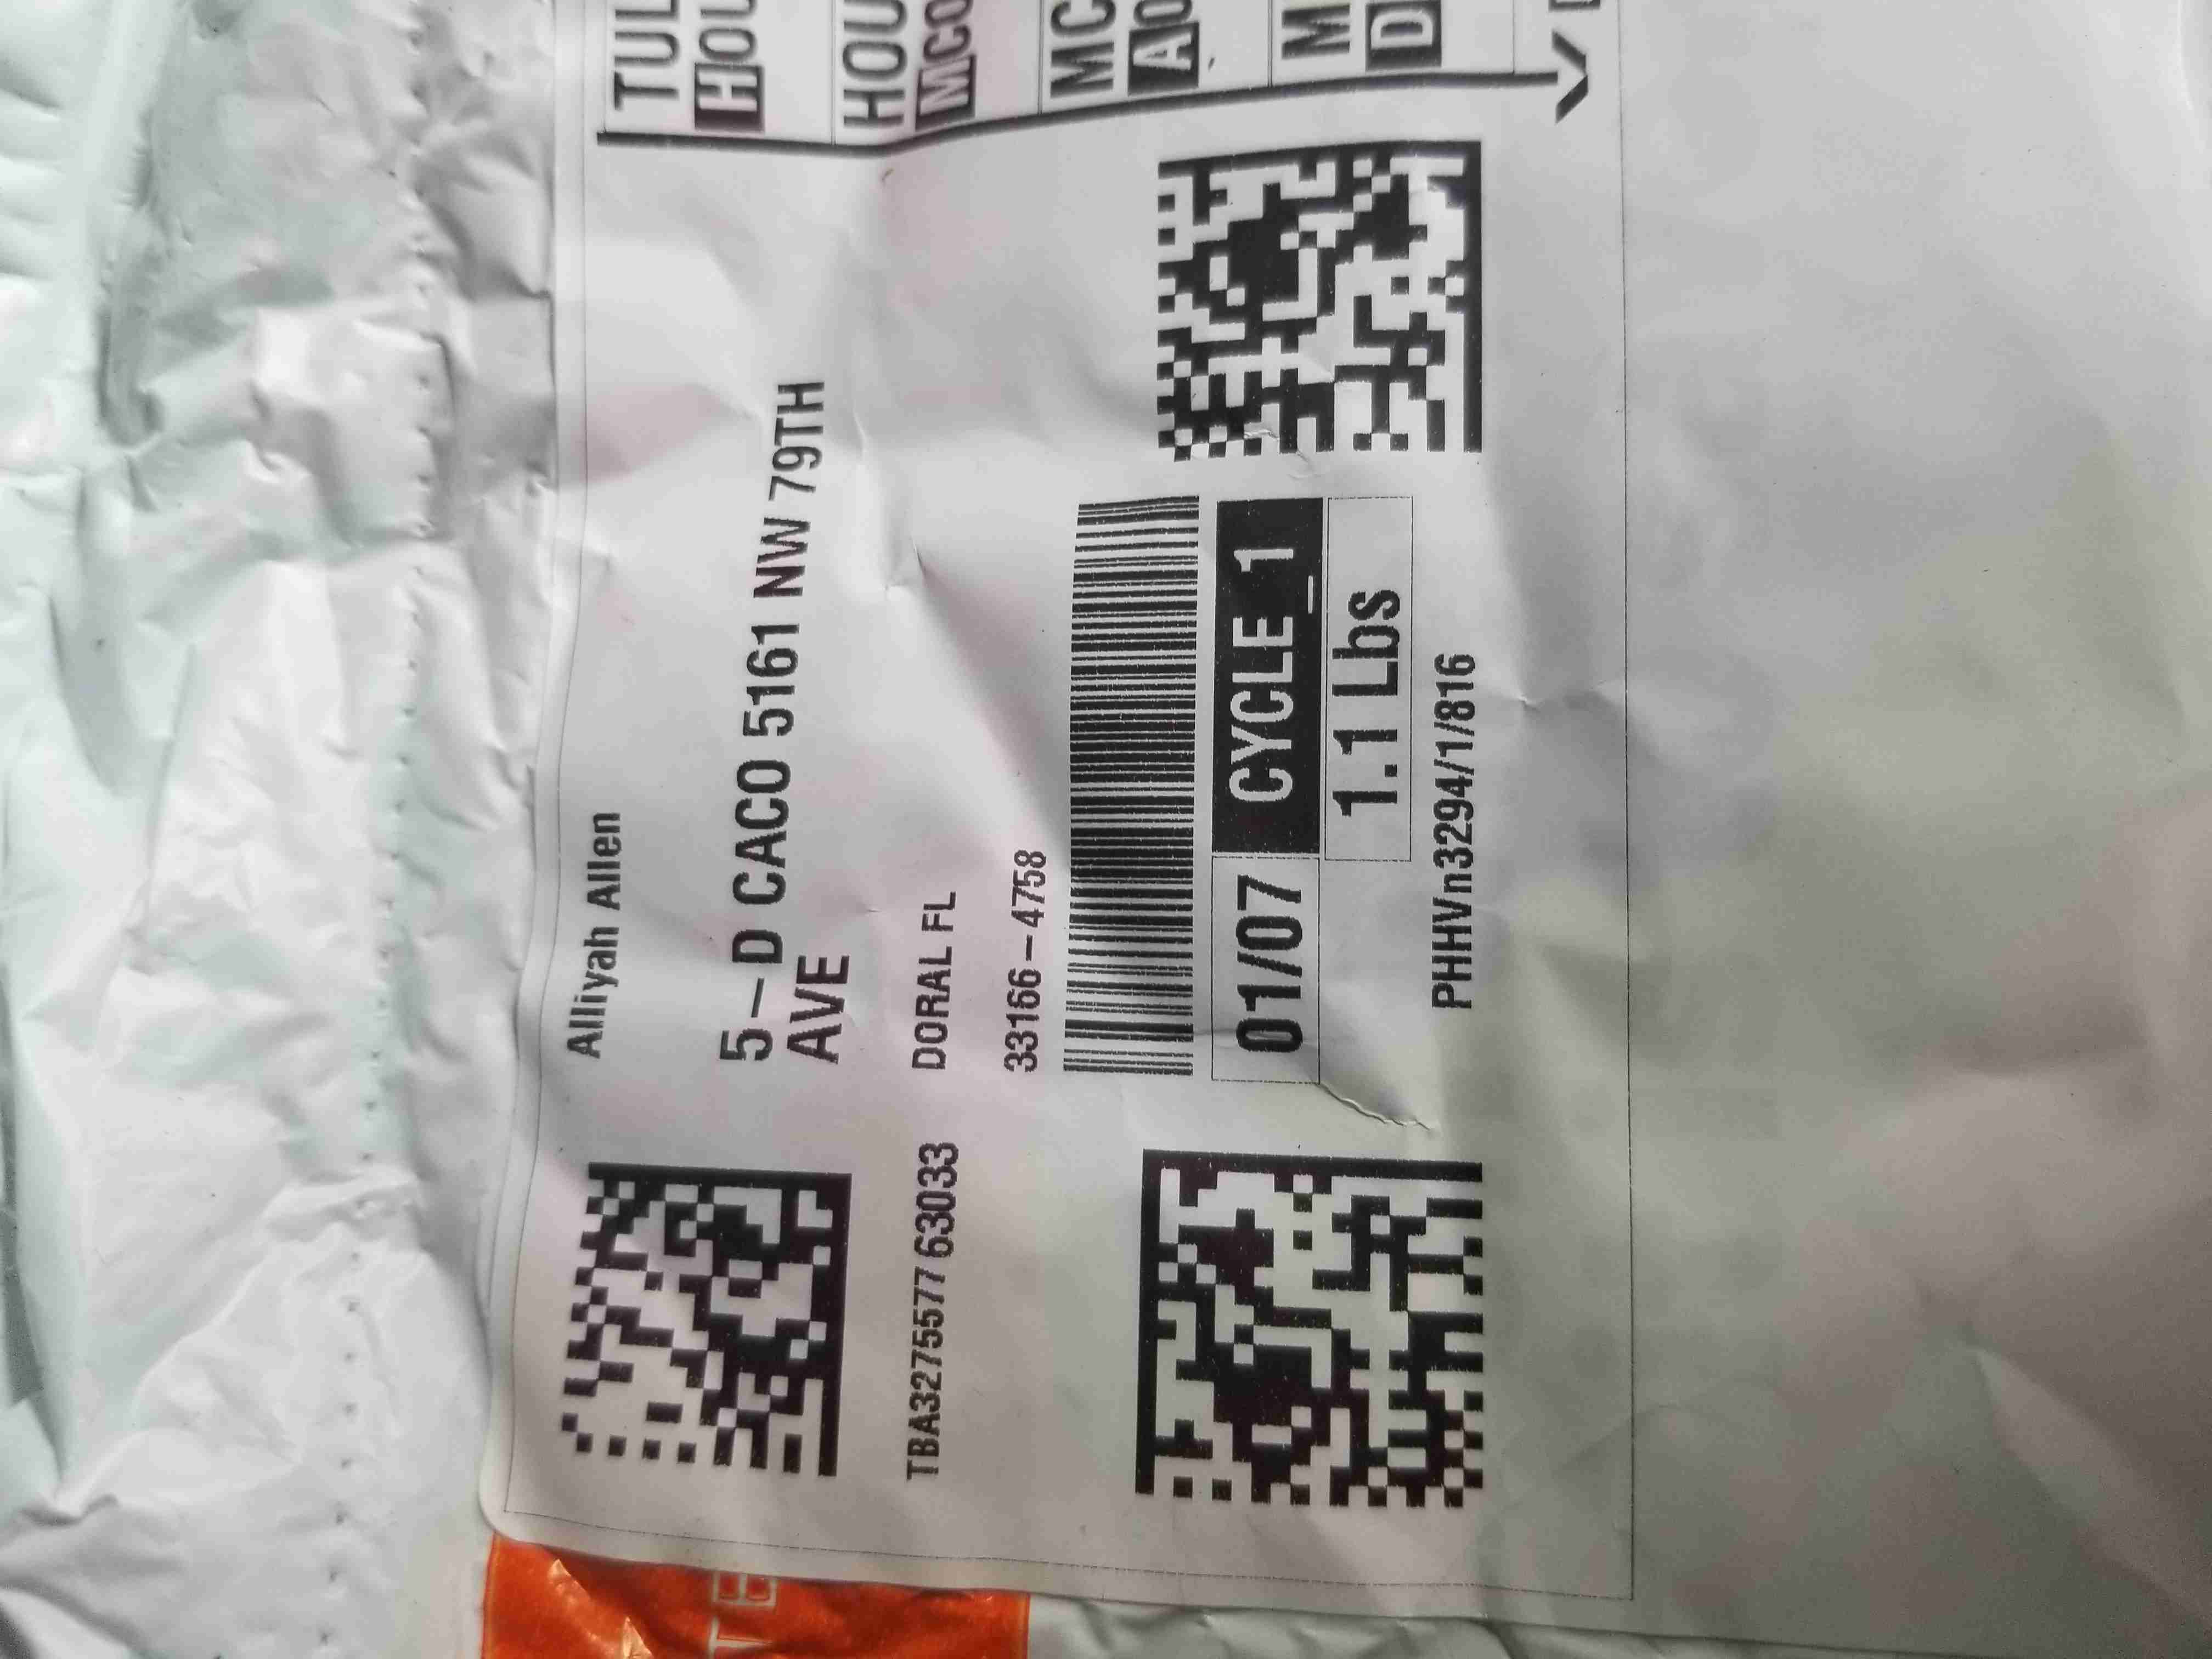 Alliyah Allen
5-D CACO 5161 NW 79TH
AVE
TBA327557763033
DORAL FL
33166-4758
01/07
CYCLE_1
1.1 Lbs
PHHVn3294/1/816
TUL
HOU
HOU
MCO
MC